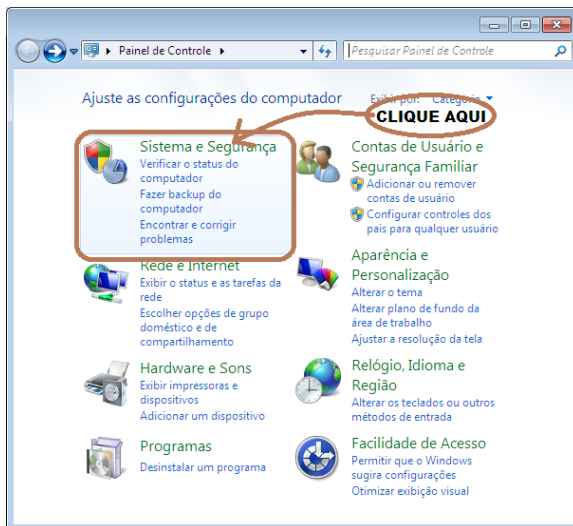 Painel de Controle
Pesquisar Painel de Controle
Ajuste as configurações do computador
Exibir por: Categoria
CLIQUE AQUI
Sistema e Segurança
Verificar o status do
computador
Fazer backup do
computador
Encontrar e corrigir
problemas
Rede e Internet
Exibir o status e as tarefas da
rede
Escolher opções de grupo
doméstico e de
compartilhamento
Hardware e Sons
Exibir impressoras e
dispositivos
Adicionar um dispositivo
Programas
Desinstalar um programa
Contas de Usuário e
Segurança Familiar
Adicionar ou remover
contas de usuário
Configurar controles dos
pais para qualquer usuário
Aparência e
Personalização
Alterar o tema
Alterar plano de fundo da
área de trabalho
Ajustar a resolução da tela
Relógio, Idioma e
Região
Alterar os teclados ou outros
métodos de entrada
Facilidade de Acesso
Permitir que o Windows
sugira configurações
Otimizar exibição visual